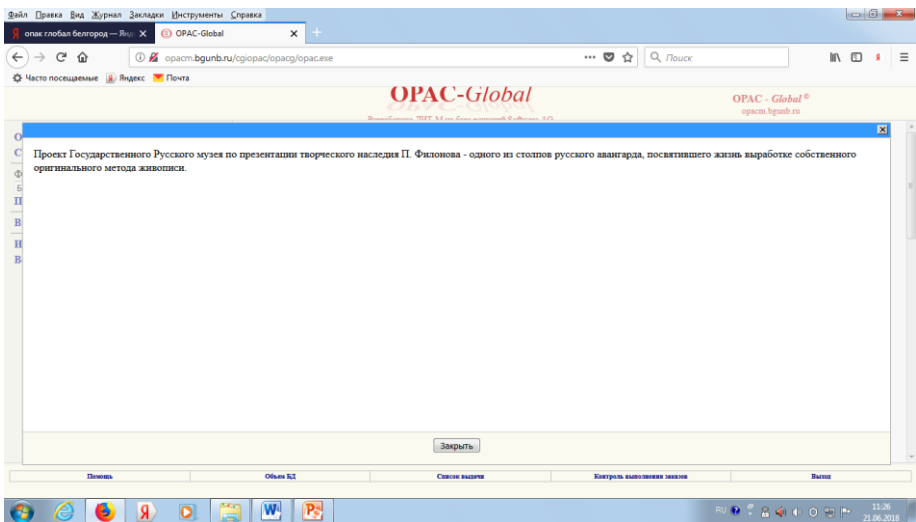 Файл Правка Вид Журнал Закладки Инструменты Справка
опак глобал белгород — Янд
OPAC-Global
opacm.bgunb.ru/cgiopac/opacg/opac.exe
Поиск
Часто посещаемые Яндекс Почта
OPAC-Global
OPAC - Global ©
opacm.bgunb.ru
Проект Государственного Русского музея по презентации творческого наследия П. Филонова - одного из столпов русского авангарда, посвятившего жизнь выработке собственного
оригинального метода живописи.
Закрыть
Помощь Объем БД Список выдачи Контроль выполнения заказов Выход
RU 11:26
21.06.2018